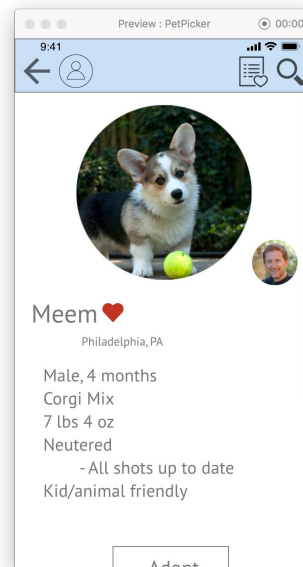 Preview : PetPicker
00:00
9:41
Meem
Philadelphia, PA
Male, 4 months
Corgi Mix
7 lbs 4 oz
Neutered
- All shots up to date
Kid/animal friendly
Adopt